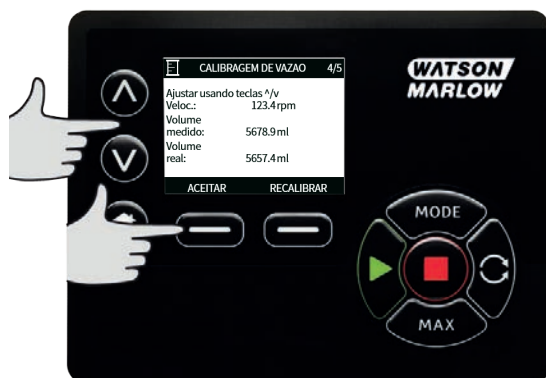 CALIBRAGEM DE VAZAO 4/5
Ajustar usando teclas ^/v
Veloc.: 123.4 rpm
Volume
medido: 5678.9 ml
Volume
real: 5657.4 ml
ACEITAR RECALIBRAR
WATSON
MARLOW
MODE
MAX